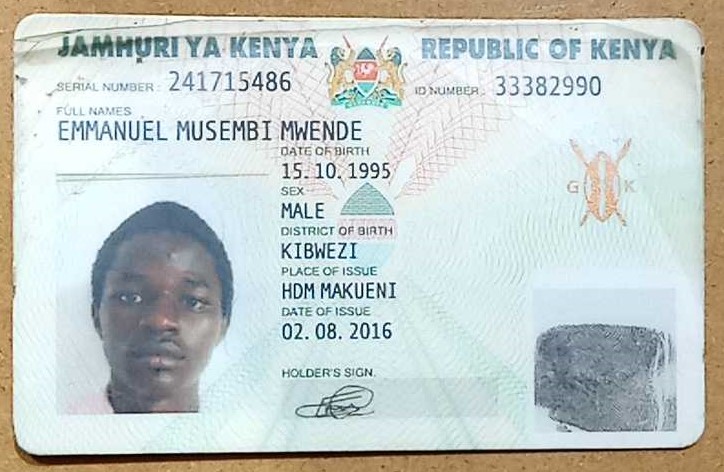 JAMHURI YA KENYA REPUBLIC OF KENYA
SERIAL NUMBER: 241715486 ID NUMBER: 33382990
FULL NAMES
EMMANUEL MUSEMBI MWENDE
DATE OF BIRTH
15. 10. 1995
SEX
MALE
G K
DISTRICT OF BIRTH
KIBWEZI
PLACE OF ISSUE
HDM MAKUENI
DATE OF ISSUE
02. 08. 2016
HOLDER'S SIGN.